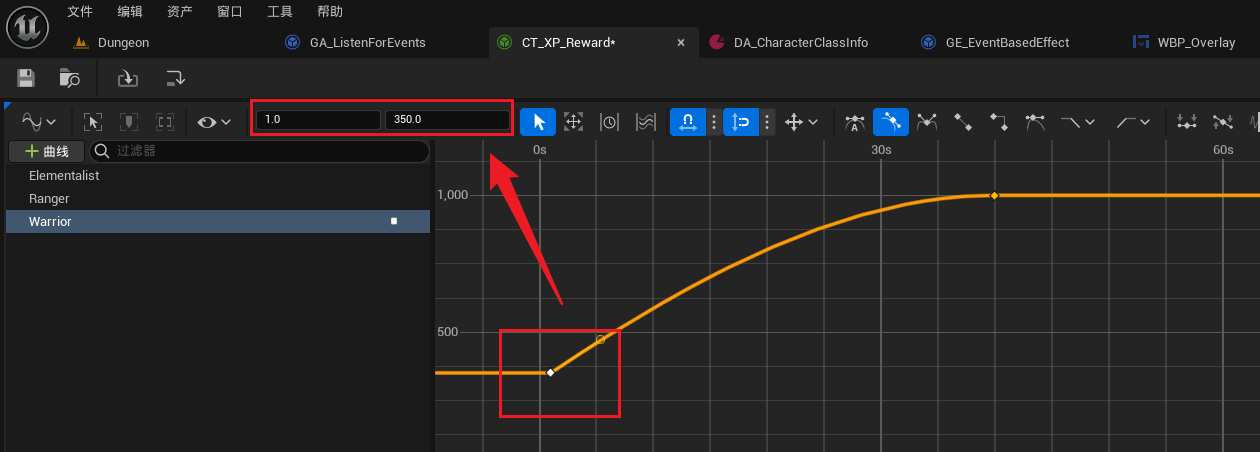 文件 编辑 资产 窗口 工具 帮助
Dungeon GA_ListenForEvents CT_XP_Reward* DA_CharacterClassInfo GE_EventBasedEffect WBP_Overlay
1.0 350.0
曲线 过滤器 0s 30s 60s
Elementalist
Ranger
1,000
Warrior
500